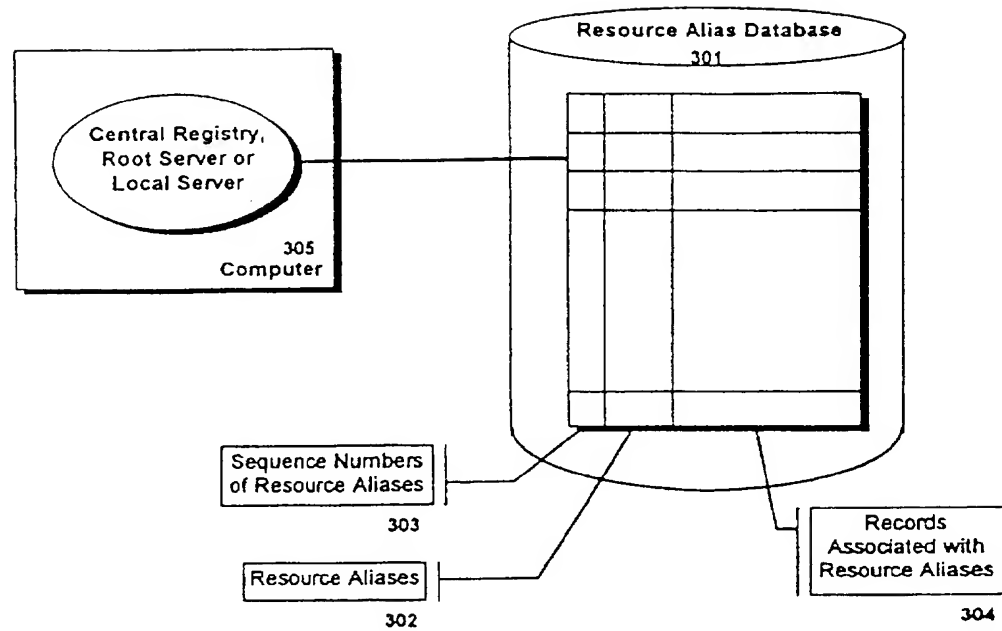 Resource Alias Database
301
Central Registry,
Root Server or
Local Server
305
Computer
Sequence Numbers
of Resource Aliases
303
Resource Aliases
302
Records
Associated with
Resource Aliases
304